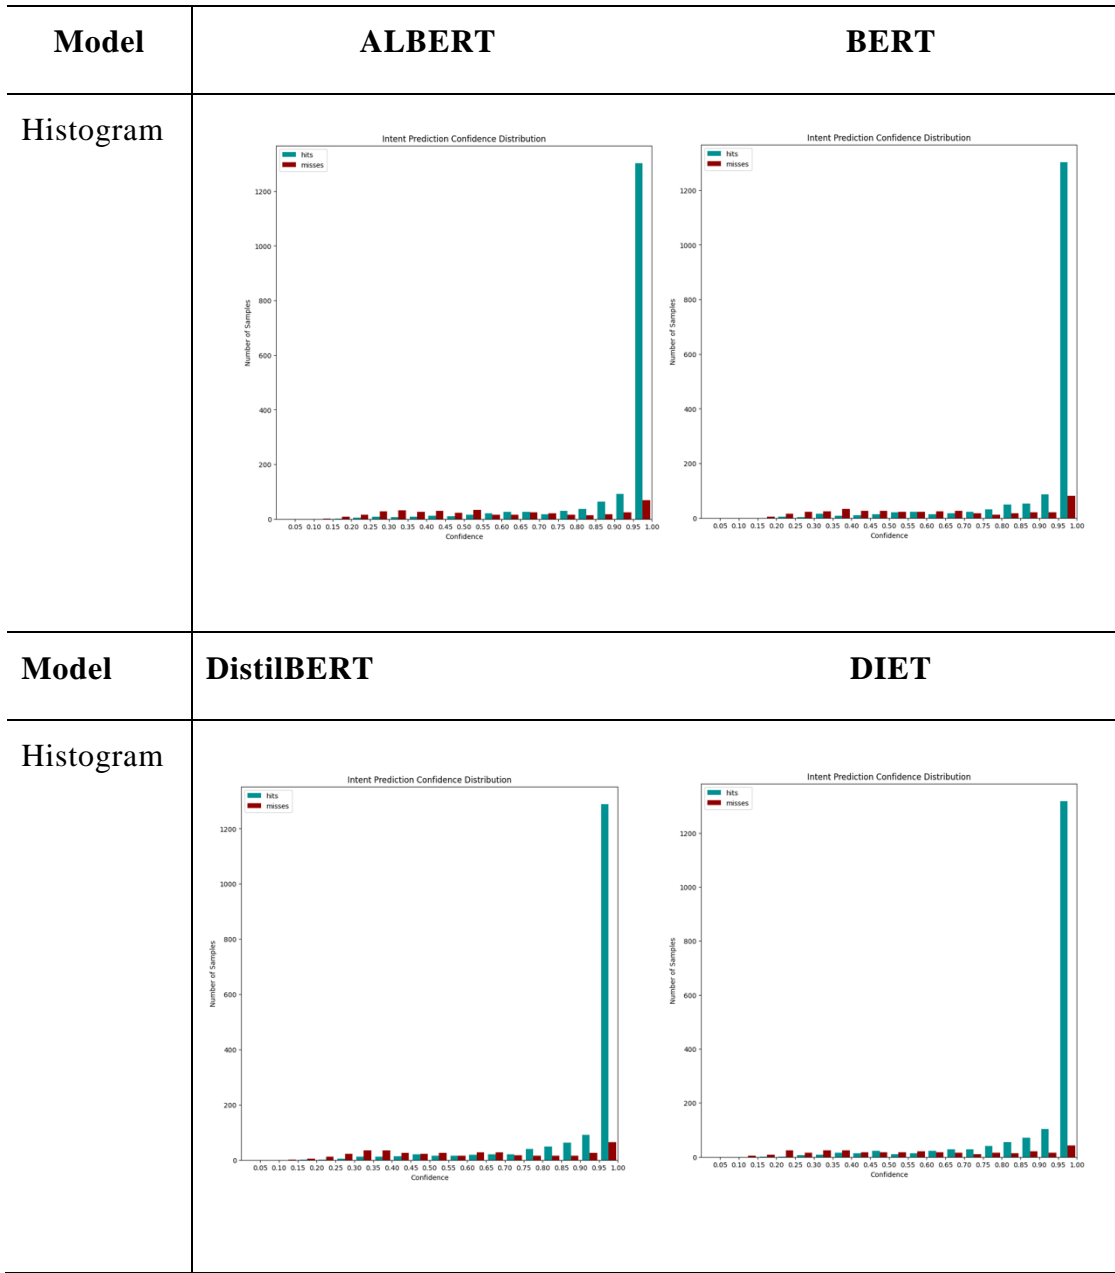 Model ALBERT BERT
Histogram
Intent Prediction Confidence Distribution
hits
misses
1200
1000
800
600
400
200
0
Number of Samples
0.05 0.10 0.15 0.20 0.25 0.30 0.35 0.40 0.45 0.50 0.55 0.60 0.65 0.70 0.75 0.80 0.85 0.90 0.95 1.00
Confidence
Intent Prediction Confidence Distribution
hits
misses
1200
1000
800
600
400
200
0
Number of Samples
0.05 0.10 0.15 0.20 0.25 0.30 0.35 0.40 0.45 0.50 0.55 0.60 0.65 0.70 0.75 0.80 0.85 0.90 0.95 1.00
Confidence
Model DistilBERT DIET
Histogram
Intent Prediction Confidence Distribution
hits
misses
1200
1000
800
600
400
200
0
Number of Samples
0.05 0.10 0.15 0.20 0.25 0.30 0.35 0.40 0.45 0.50 0.55 0.60 0.65 0.70 0.75 0.80 0.85 0.90 0.95 1.00
Confidence
Intent Prediction Confidence Distribution
hits
misses
1200
1000
800
600
400
200
0
Number of Samples
0.05 0.10 0.15 0.20 0.25 0.30 0.35 0.40 0.45 0.50 0.55 0.60 0.65 0.70 0.75 0.80 0.85 0.90 0.95 1.00
Confidence